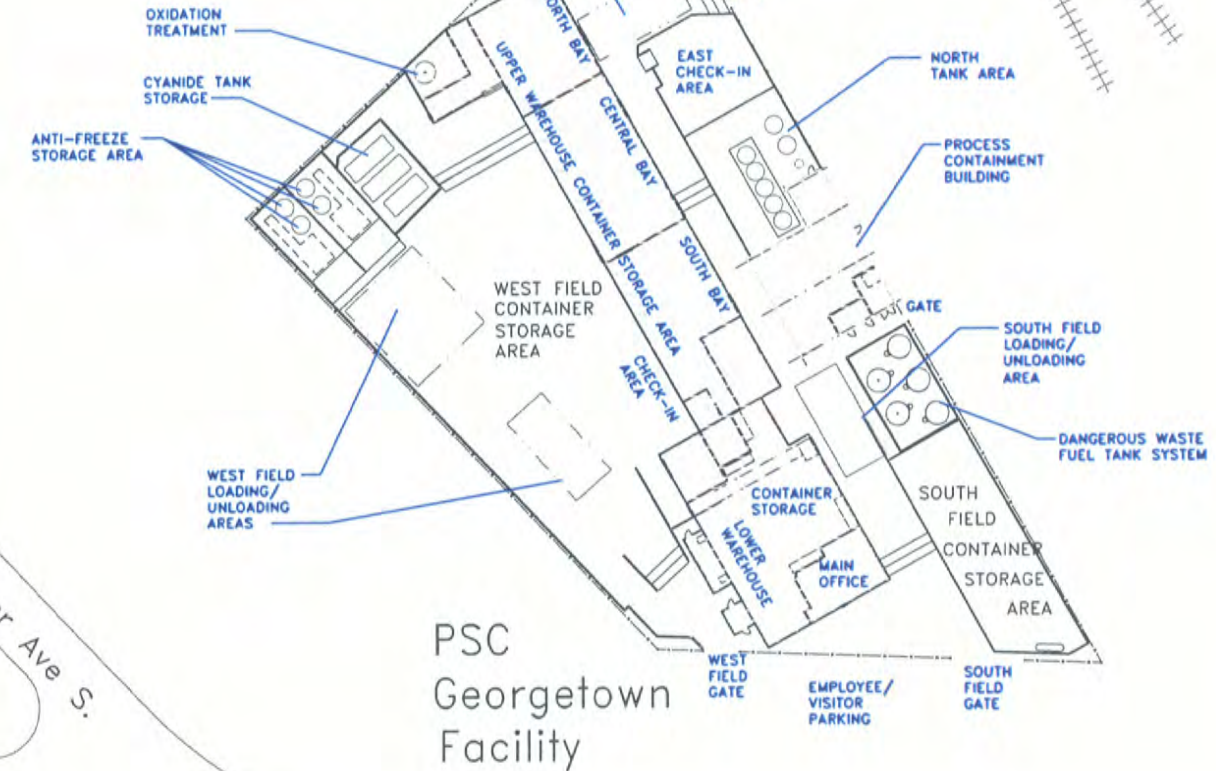 OXIDATION
TREATMENT
CYANIDE TANK
STORAGE
ANTI-FREEZE
STORAGE AREA
NORTH BAY
UPPER WAREHOUSE CONTAINER STORAGE AREA
CENTRAL BAY
SOUTH BAY
EAST
CHECK-IN
AREA
NORTH
TANK AREA
PROCESS
CONTAINMENT
BUILDING
GATE
SOUTH FIELD
LOADING/
UNLOADING
AREA
DANGEROUS WASTE
FUEL TANK SYSTEM
WEST FIELD
CONTAINER
STORAGE
AREA
CHECK-IN
AREA
WEST FIELD
LOADING/
UNLOADING
AREAS
CONTAINER
STORAGE
LOWER
WAREHOUSE
MAIN
OFFICE
SOUTH
FIELD
CONTAINER
STORAGE
AREA
PSC
Georgetown
Facility
WEST
FIELD
GATE
EMPLOYEE/
VISITOR
PARKING
SOUTH
FIELD
GATE
Ave S.